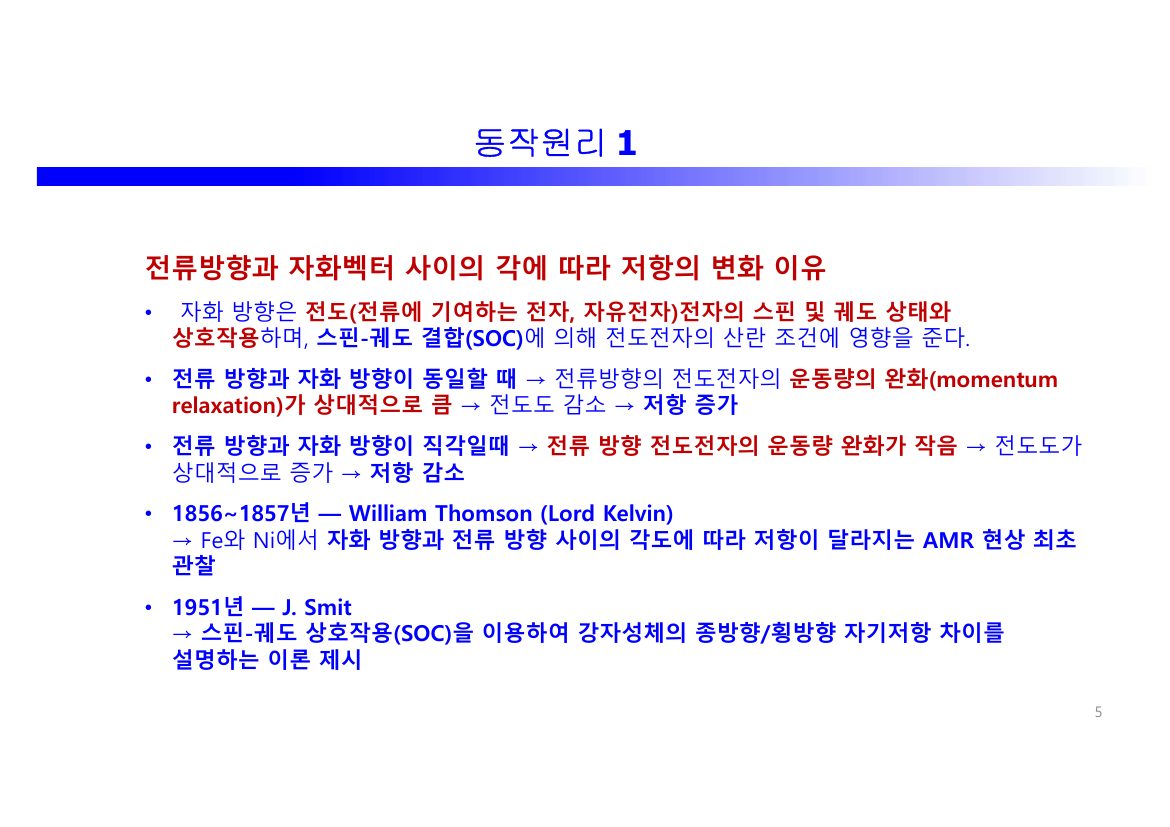 동작원리 1
전류방향과 자화벡터 사이의 각에 따라 저항의 변화 이유
• 자화 방향은 전도(전류에 기여하는 전자, 자유전자)전자의 스핀 및 궤도 상태와
상호작용하며, 스핀-궤도 결합(SOC)에 의해 전도전자의 산란 조건에 영향을 준다.
• 전류 방향과 자화 방향이 동일할 때 → 전류방향의 전도전자의 운동량의 완화(momentum
relaxation)가 상대적으로 큼 → 전도도 감소 → 저항 증가
• 전류 방향과 자화 방향이 직각일때 → 전류 방향 전도전자의 운동량 완화가 작음 → 전도도가
상대적으로 증가 → 저항 감소
• 1856~1857년 — William Thomson (Lord Kelvin)
→ Fe와 Ni에서 자화 방향과 전류 방향 사이의 각도에 따라 저항이 달라지는 AMR 현상 최초
관찰
• 1951년 — J. Smit
→ 스핀-궤도 상호작용(SOC)을 이용하여 강자성체의 종방향/횡방향 자기저항 차이를
설명하는 이론 제시
5